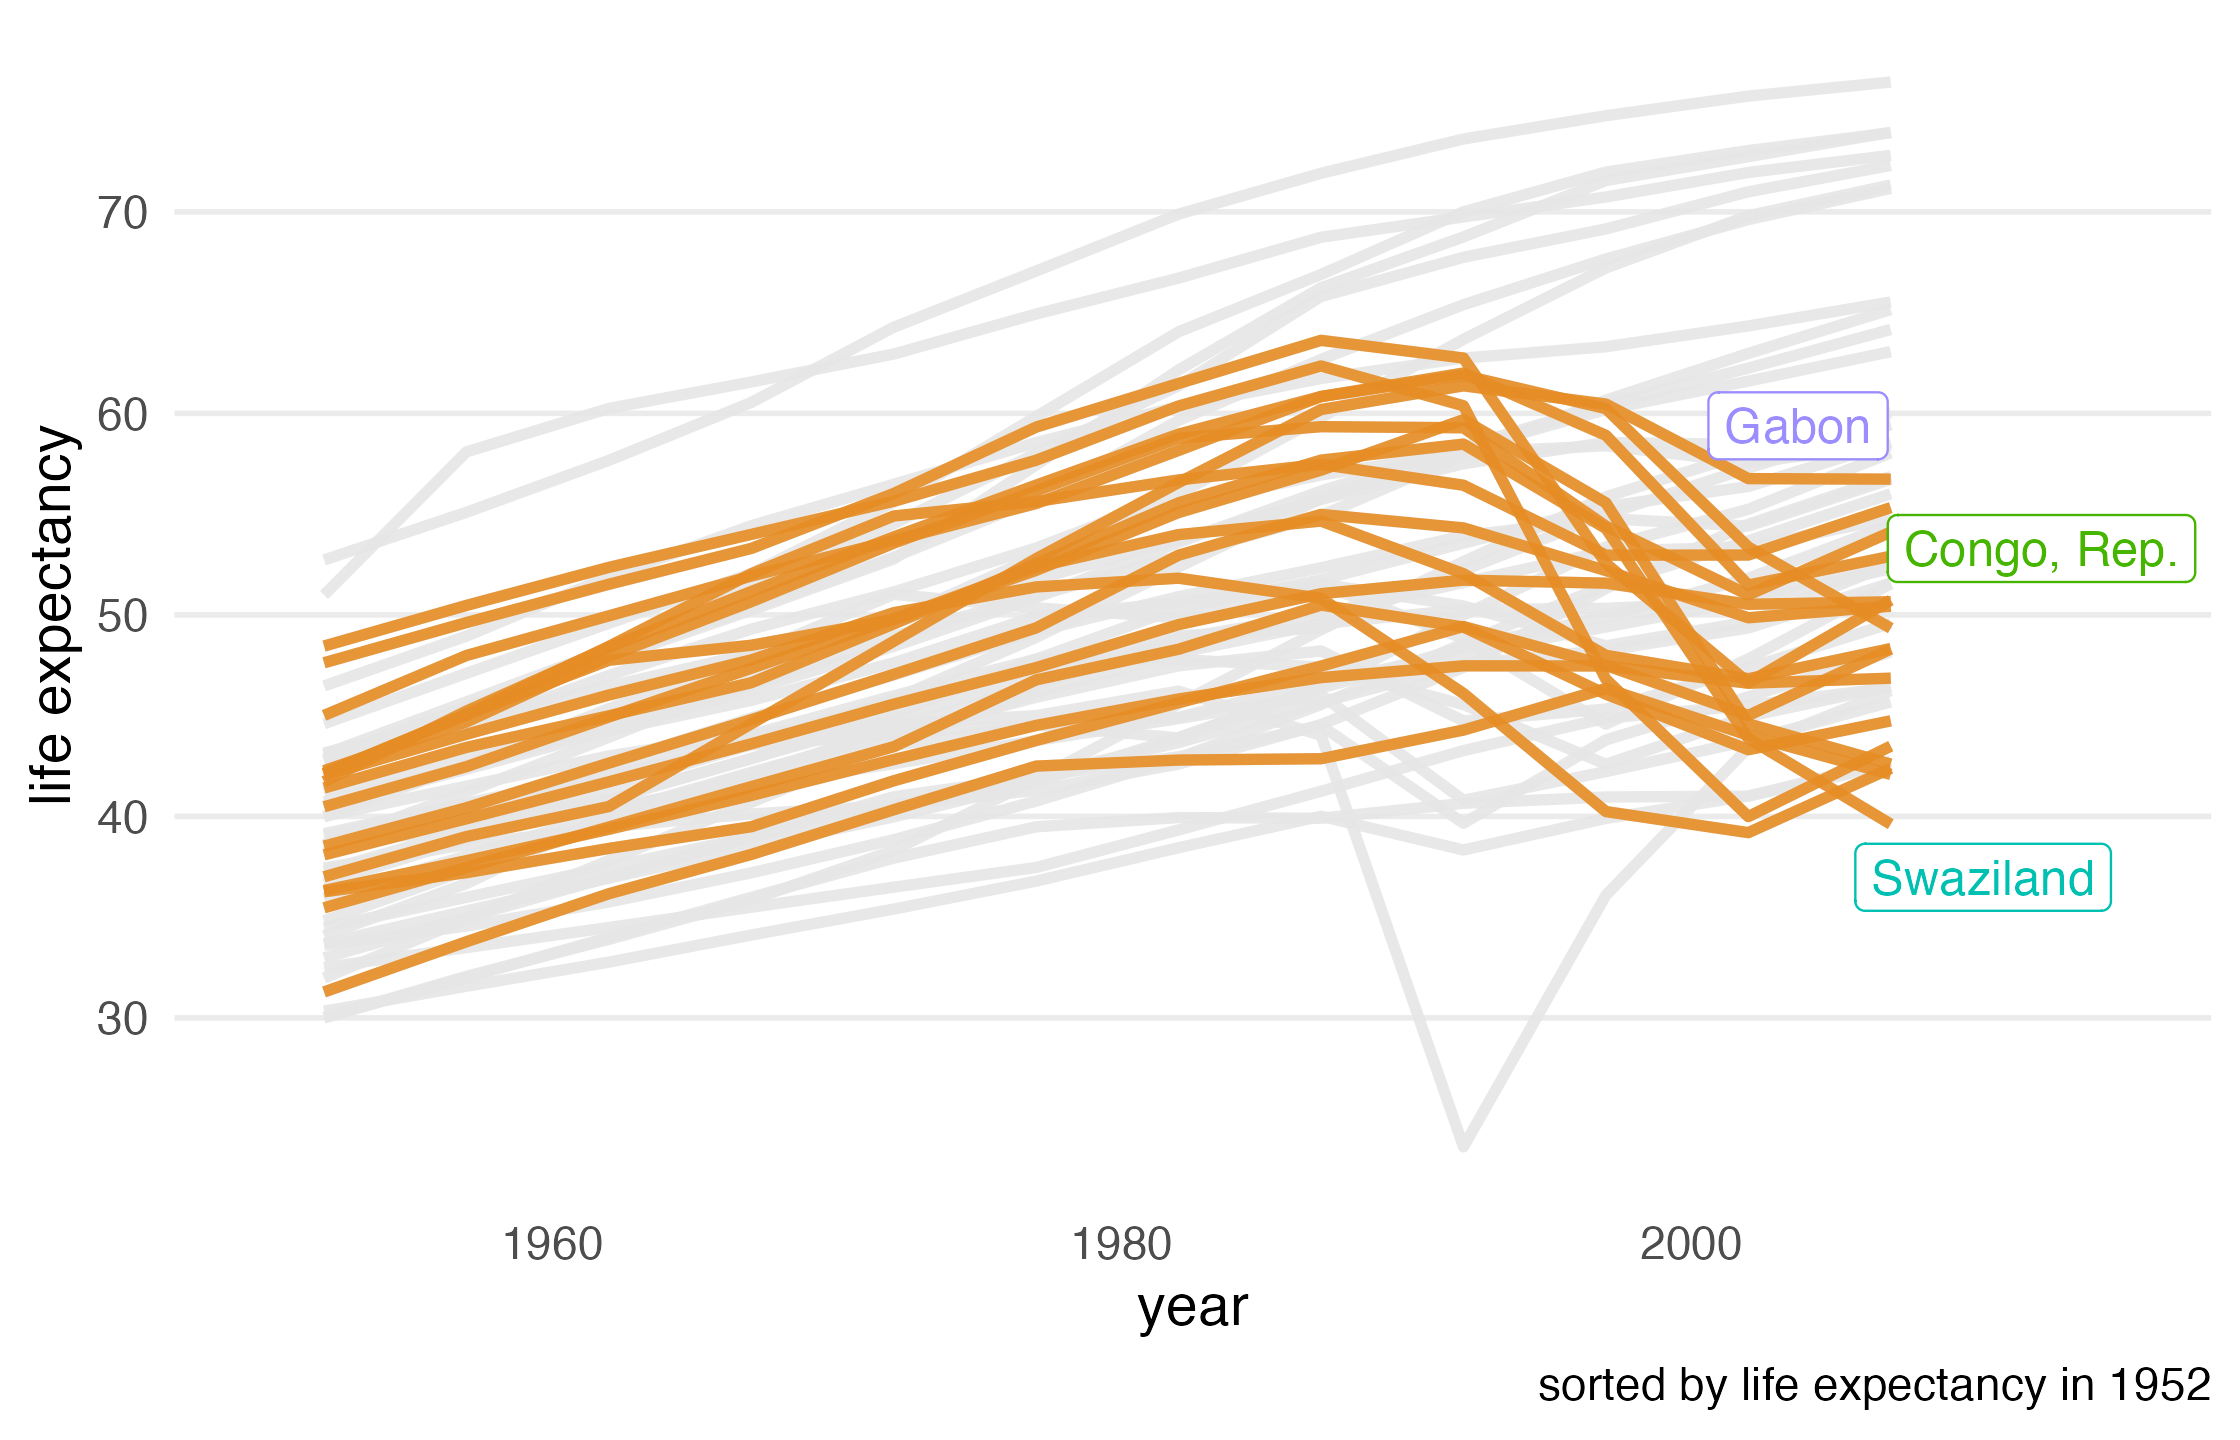 life expectancy
70
60
50
40
30
Gabon
Congo, Rep.
Swaziland
1960 1980 2000
year
sorted by life expectancy in 1952